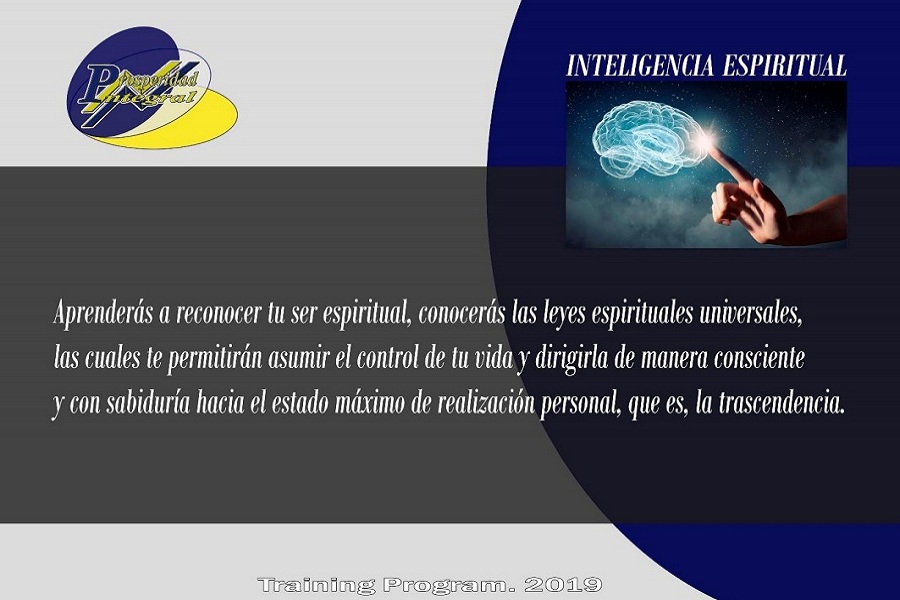 Prosperidad
Integral
INTELIGENCIA ESPIRITUAL
Aprenderás a reconocer tu ser espiritual, conocerás las leyes espirituales universales,
las cuales te permitirán asumir el control de tu vida y dirigirla de manera consciente
y con sabiduría hacia el estado máximo de realización personal, que es, la trascendencia.
Training Program. 2019